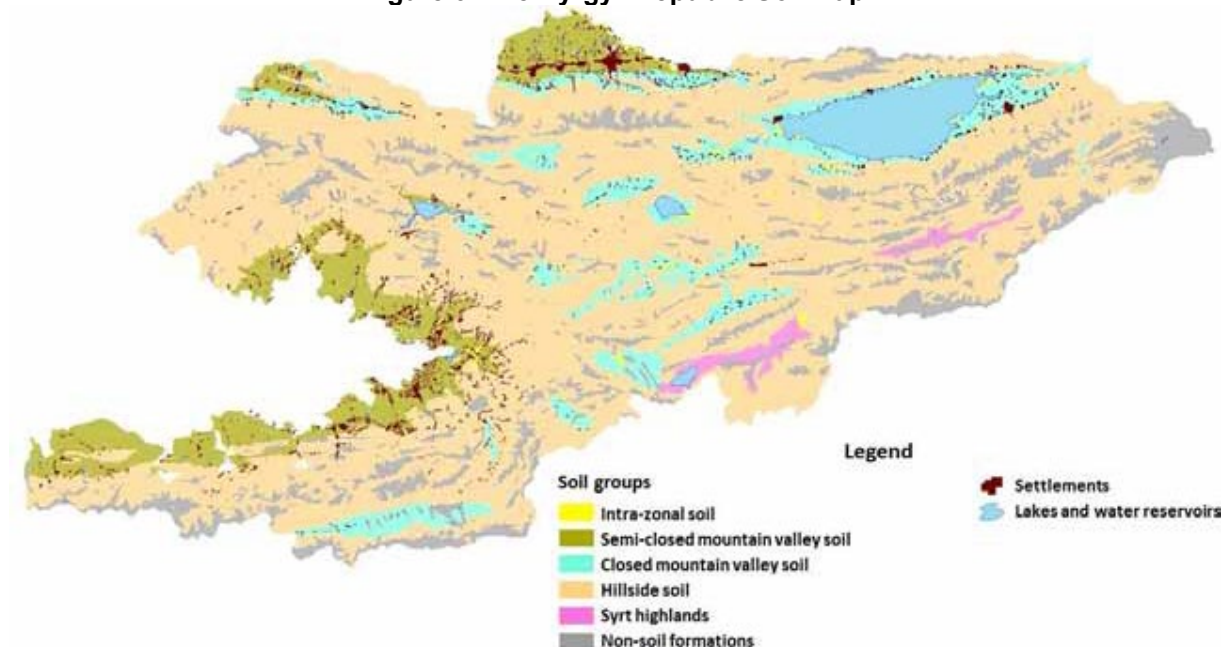 Legend
Soil groups
Intra-zonal soil
Semi-closed mountain valley soil
Closed mountain valley soil
Hillside soil
Syrt highlands
Non-soil formations
Settlements
Lakes and water reservoirs